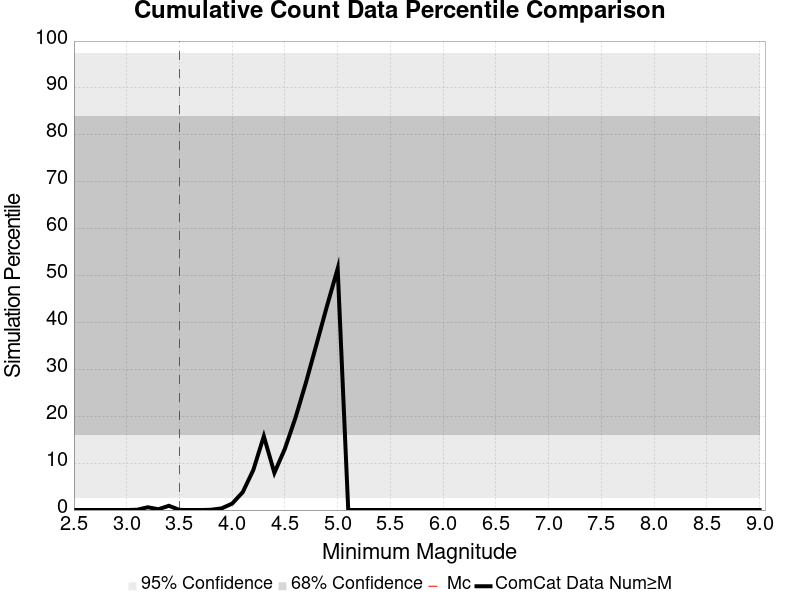 Cumulative Count Data Percentile Comparison
100
90
80
70
60
50
40
30
20
10
0
Simulation Percentile
2.5 3.0 3.5 4.0 4.5 5.0 5.5 6.0 6.5 7.0 7.5 8.0 8.5 9.0
Minimum Magnitude
95% Confidence 68% Confidence Mc ComCat Data Num≥M